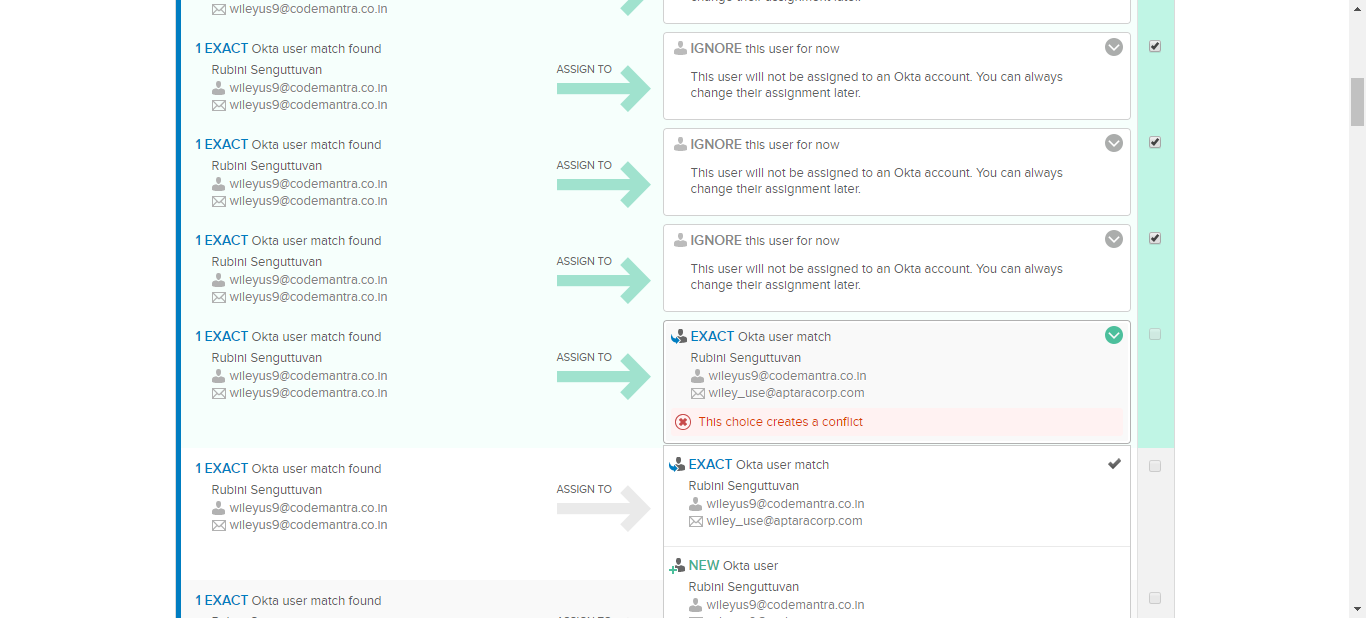 wileyus9@codemantra.co.in
change their assignment later.
1 EXACT Okta user match found
Rubini Senguttuvan
wileyus9@codemantra.co.in
wileyus9@codemantra.co.in
ASSIGN TO
IGNORE this user for now
This user will not be assigned to an Okta account. You can always
change their assignment later.
1 EXACT Okta user match found
Rubini Senguttuvan
wileyus9@codemantra.co.in
wileyus9@codemantra.co.in
ASSIGN TO
IGNORE this user for now
This user will not be assigned to an Okta account. You can always
change their assignment later.
1 EXACT Okta user match found
Rubini Senguttuvan
wileyus9@codemantra.co.in
wileyus9@codemantra.co.in
ASSIGN TO
IGNORE this user for now
This user will not be assigned to an Okta account. You can always
change their assignment later.
1 EXACT Okta user match found
Rubini Senguttuvan
wileyus9@codemantra.co.in
wileyus9@codemantra.co.in
ASSIGN TO
EXACT Okta user match
Rubini Senguttuvan
wileyus9@codemantra.co.in
wiley_use@aptaracorp.com
This choice creates a conflict
1 EXACT Okta user match found
Rubini Senguttuvan
wileyus9@codemantra.co.in
wileyus9@codemantra.co.in
ASSIGN TO
EXACT Okta user match
Rubini Senguttuvan
wileyus9@codemantra.co.in
wiley_use@aptaracorp.com
NEW Okta user
Rubini Senguttuvan
wileyus9@codemantra.co.in
1 EXACT Okta user match found